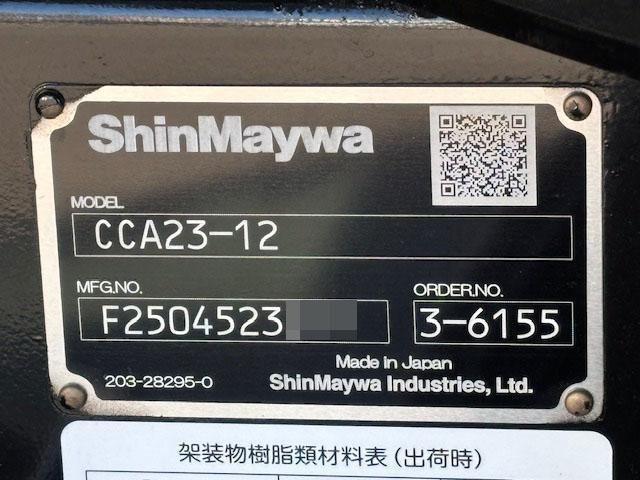 ShinMaywa
MODEL
CCA23-12
MFG.NO.
F2504523
ORDER.NO.
3-6155
Made in Japan
203-28295-0
ShinMaywa Industries, Ltd.
架装物樹脂類材料表(出荷時)